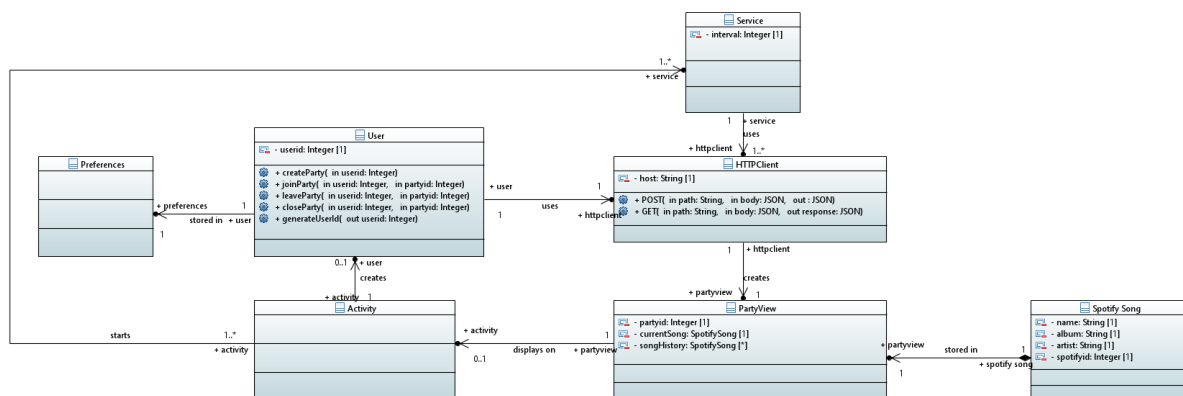 Service
- interval: Integer [1]
1..*
+ service
1
+ service
uses
+ httpclient
1..*
User
- userid: Integer [1]
+ createParty( in userid: Integer)
+ joinParty( in userid: Integer, in partyid: Integer)
+ leaveParty( in userid: Integer, in partyid: Integer)
+ closeParty( in userid: Integer, in partyid: Integer)
+ generateUserId( out userid: Integer)
Preferences
+ preferences
1
stored in
+ user
1
+ user
1
uses
1
+ httpclient
HTTPClient
- host: String [1]
+ POST( in path: String, in body: JSON, out : JSON)
+ GET( in path: String, in body: JSON, out response: JSON)
+ httpclient
1
creates
+ partyview
1
0..1
+ user
creates
+ activity
1
Activity
starts
1..*
+ activity
+ activity
0..1
displays on
1
+ partyview
PartyView
- partyid: Integer [1]
- currentSong: SpotifySong [1]
- songHistory: SpotifySong [*]
+ partyview
1
stored in
1
+ spotify song
Spotify Song
- name: String [1]
- album: String [1]
- artist: String [1]
- spotifyid: Integer [1]